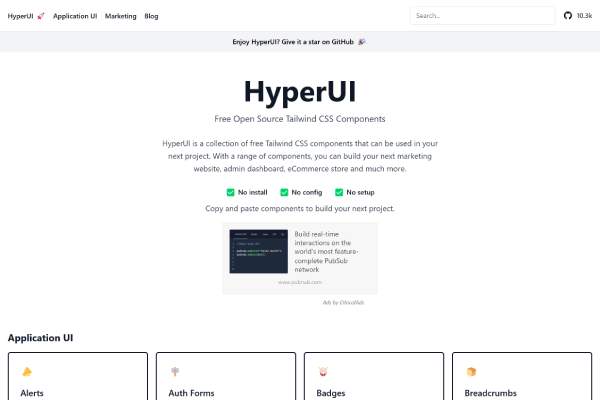 HyperUI 🚀 Application UI Marketing Blog Search... 10.3k
Enjoy HyperUI? Give it a star on GitHub 🎉
HyperUI
Free Open Source Tailwind CSS Components
HyperUI is a collection of free Tailwind CSS components that can be used in your
next project. With a range of components, you can build your next marketing
website, admin dashboard, eCommerce store and much more.
✅ No install ✅ No config ✅ No setup
Copy and paste components to build your next project.
Build real-time
interactions on the
world's most feature-
complete PubSub
network
www.pubnub.com
Ads by EthicalAds
Application UI
Alerts
Auth Forms
Badges
Breadcrumbs